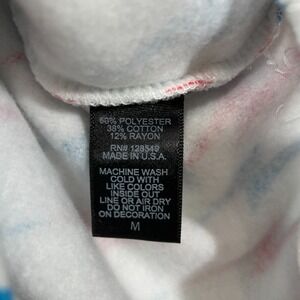 50% POLYESTER
38% COTTON
12% RAYON
RN# 128549
MADE IN U.S.A.
MACHINE WASH
COLD WITH
LIKE COLORS
INSIDE OUT
LINE OR AIR DRY
DO NOT IRON
ON DECORATION
M